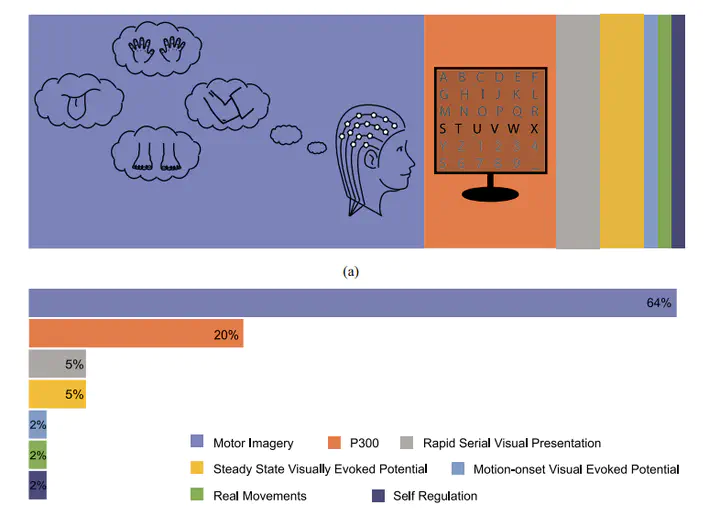 A B C D E F
G H I J K L
M N O P Q R
S T U V W X
(a)
64%
20%
5%
5%
2%
2%
2%
Motor Imagery P300 Rapid Serial Visual Presentation
Steady State Visually Evoked Potential Motion-onset Visual Evoked Potential
Real Movements Self Regulation